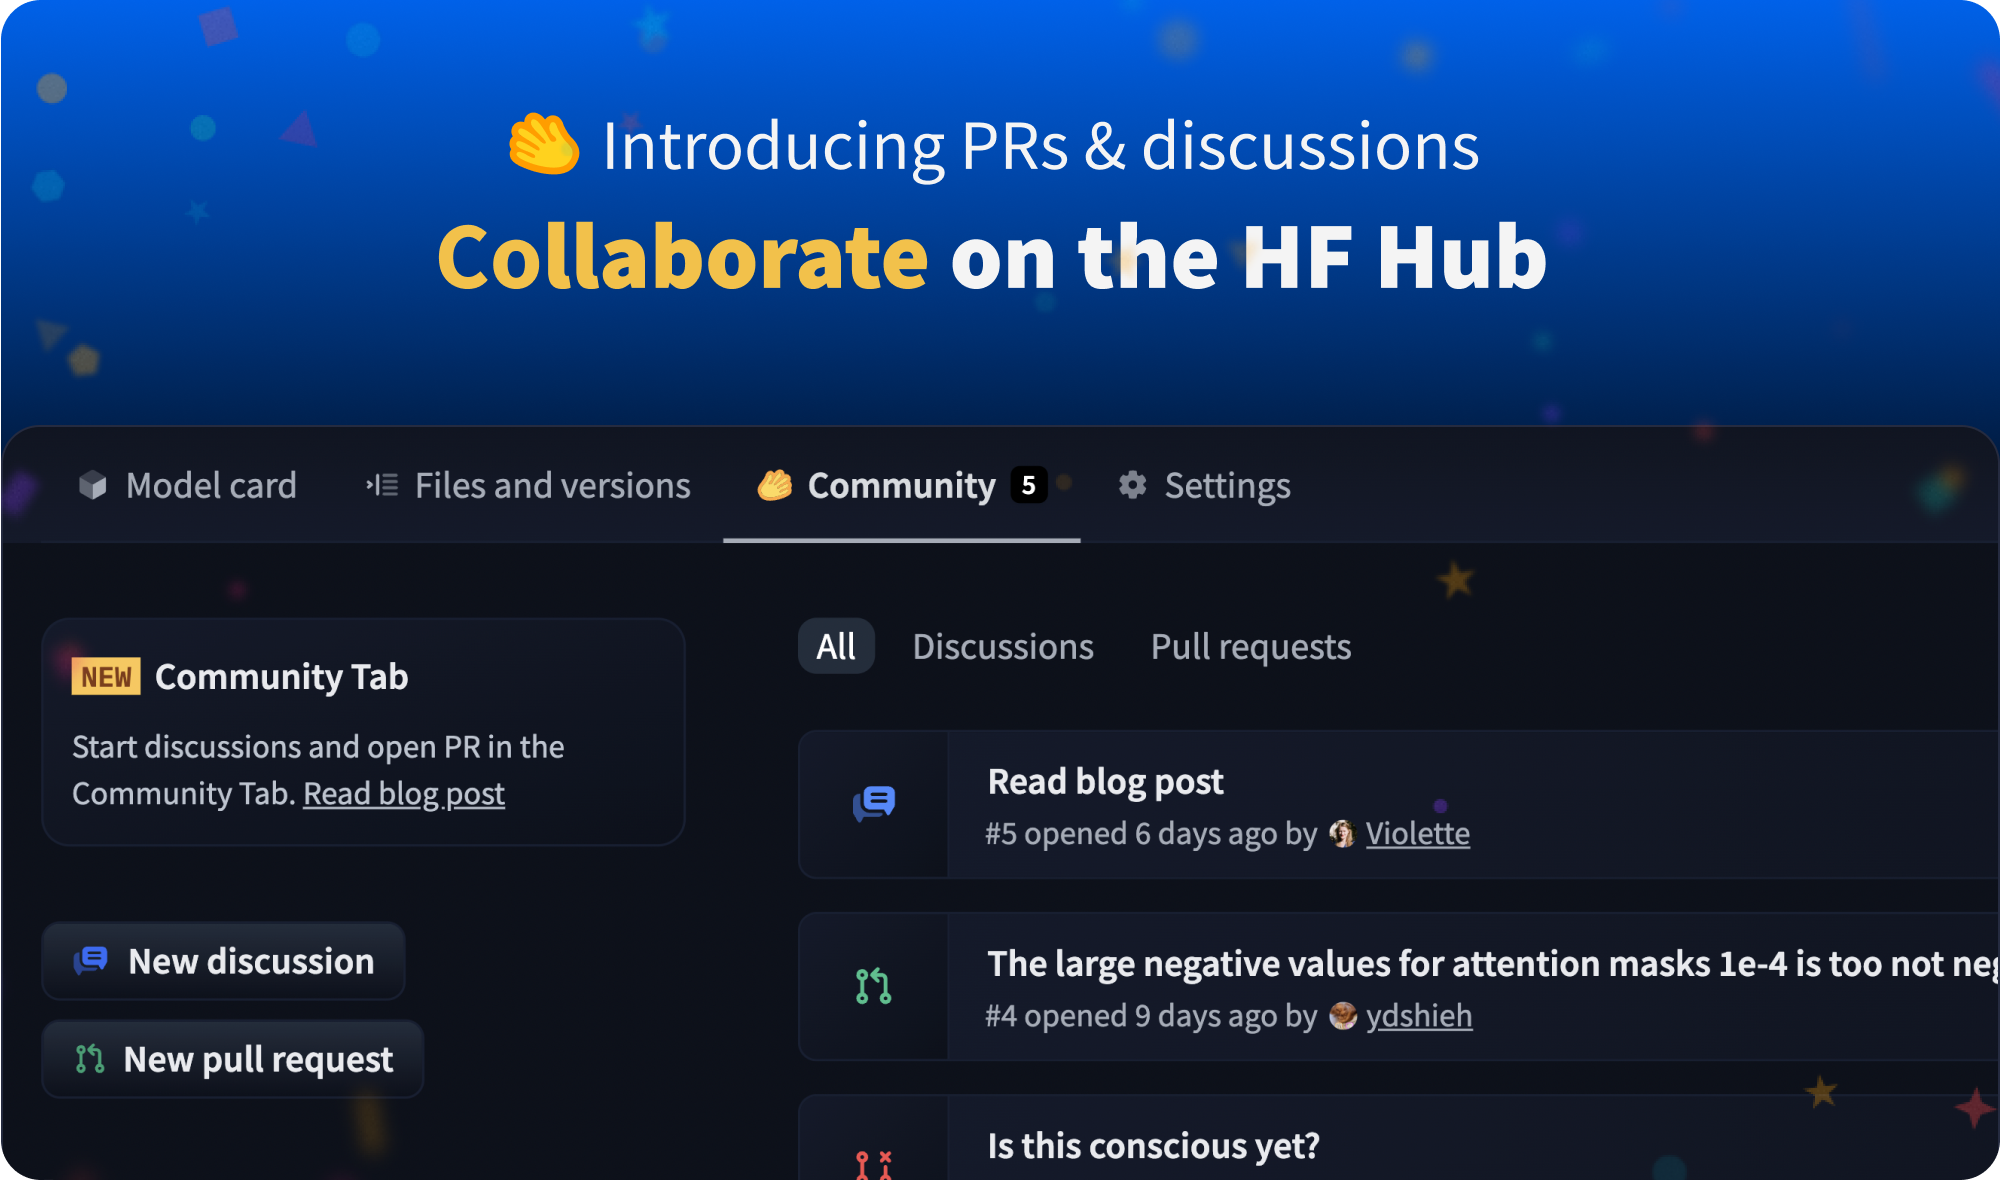 Introducing PRs & discussions
Collaborate on the HF Hub
Model card
Files and versions
Community 5
Settings
NEW Community Tab
Start discussions and open PR in the
Community Tab. Read blog post
New discussion
New pull request
All
Discussions
Pull requests
Read blog post
#5 opened 6 days ago by Violette
The large negative values for attention masks 1e-4 is too not neg
#4 opened 9 days ago by ydshieh
Is this conscious yet?